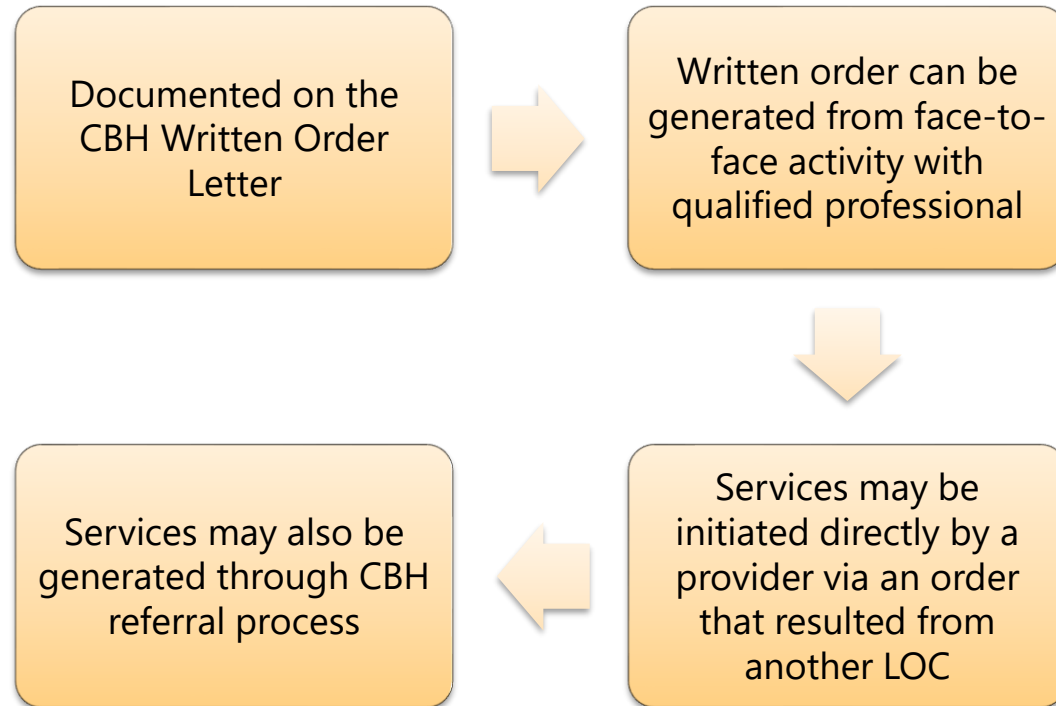 Documented on the
CBH Written Order
Letter
Written order can be
generated from face-to-
face activity with
qualified professional
Services may be
initiated directly by a
provider via an order
that resulted from
another LOC
Services may also be
generated through CBH
referral process